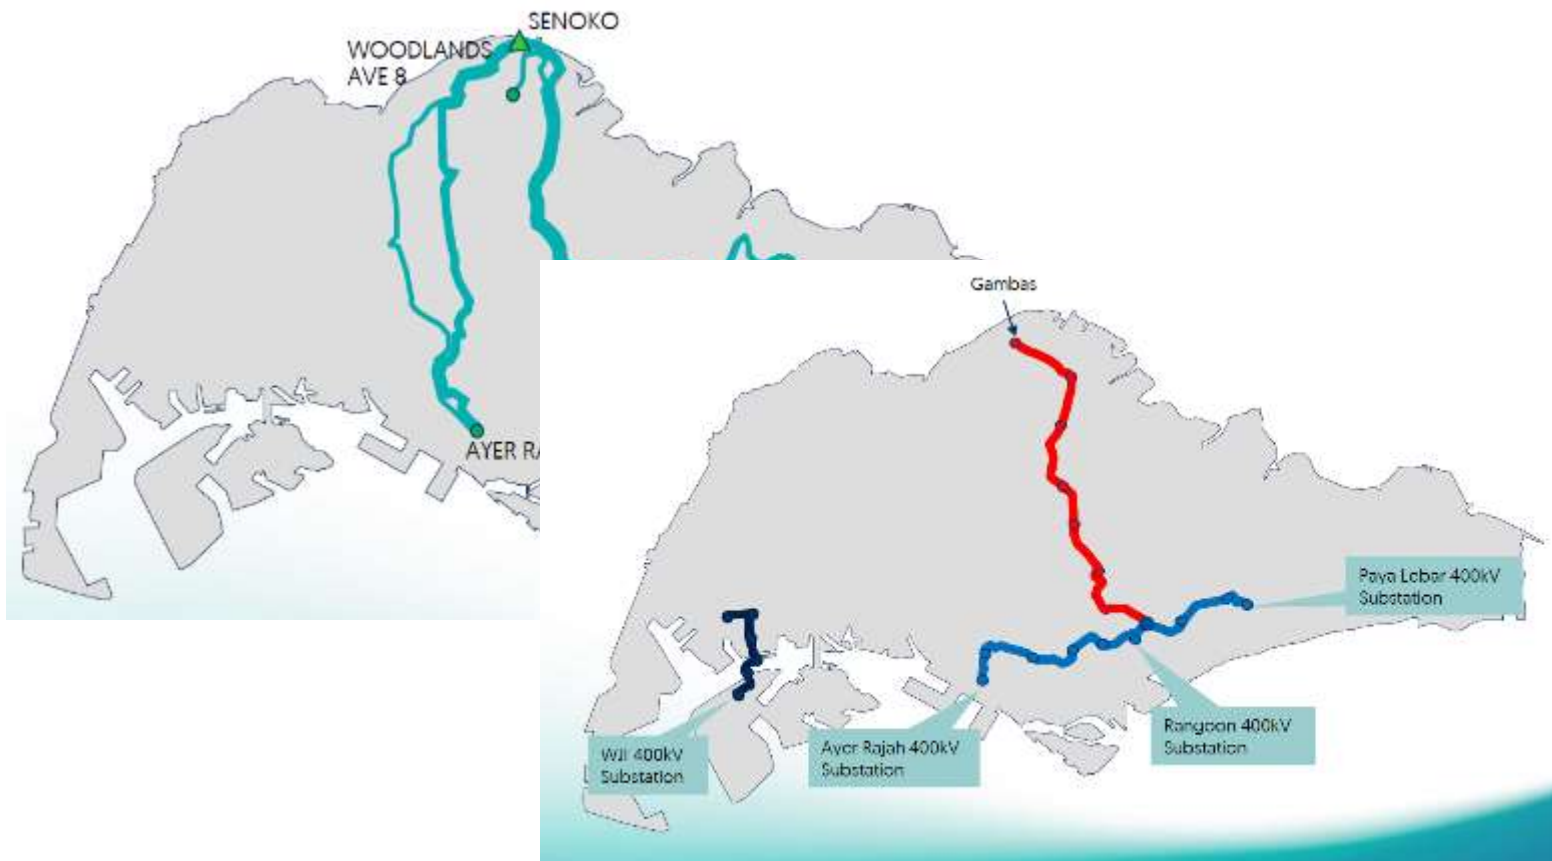 SENOKO
WOODLANDS
AVE 8
AYER RA
Gambas
Paya Lebar 400kV
Substation
Rangoon 400kV
Substation
Ayer Rajah 400kV
Substation
WJI 400kV
Substation